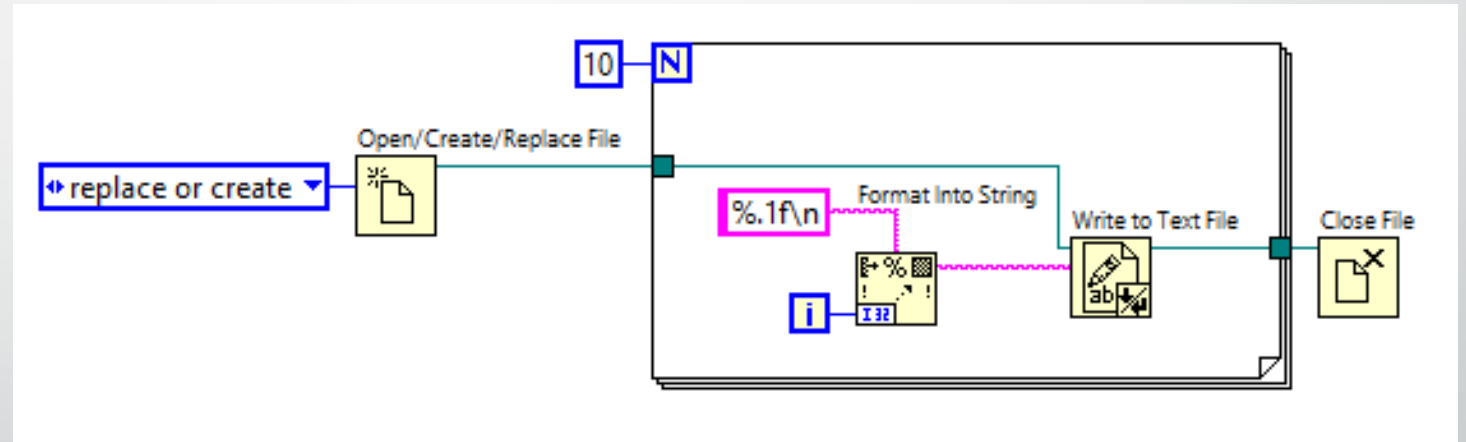 10
N
Open/Create/Replace File
replace or create
%.1f\n
Format Into String
Write to Text File
Close File
%
! !
ab
i
I32